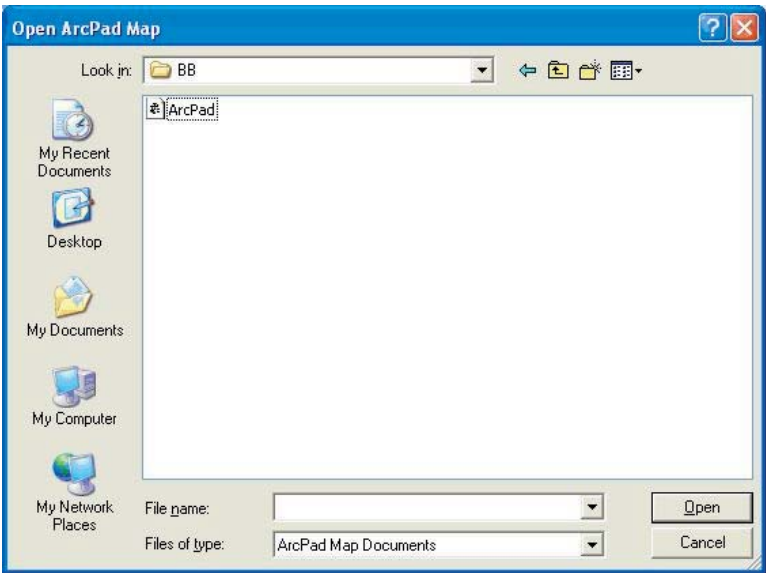 Open ArcPad Map
Look in: BB
ArcPad
My Recent
Documents
Desktop
My Documents
My Computer
My Network
Places
File name:
Open
Files of type: ArcPad Map Documents
Cancel